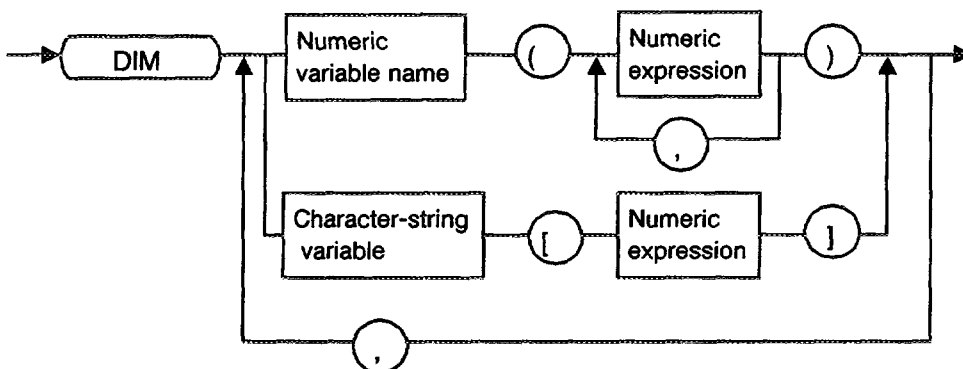 DIM
Numeric
variable name
(
Numeric
expression
)
,
Character-string
variable
[
Numeric
expression
]
,